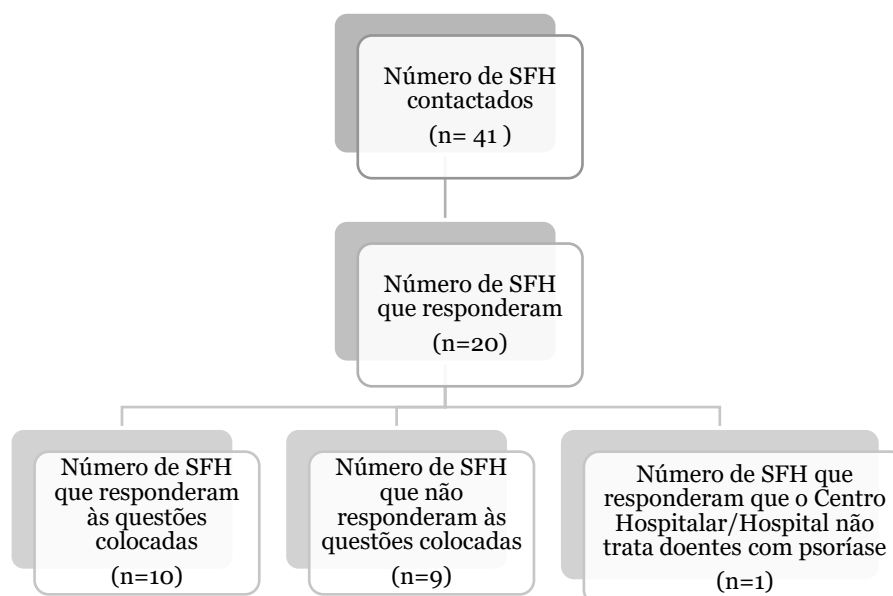 Número de SFH
contactados
(n= 41 )
Número de SFH
que responderam
(n=20)
Número de SFH
que responderam
às questões
colocadas
(n=10)
Número de SFH
que não
responderam às
questões colocadas
(n=9)
Número de SFH que
responderam que o Centro
Hospitalar/Hospital não
trata doentes com psoríase
(n=1)